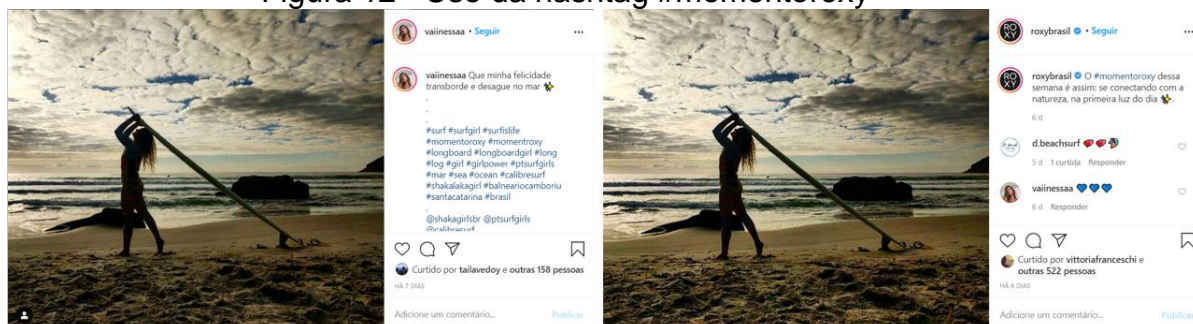 Figura 12 - Uso da hashtag #momentoroxy
vaiinessaa • Seguir
vaiinessaa Que minha felicidade
transborde e desague no mar
.
.
.
#surf #surfgirl #surfislife
#momentoroxy #momentroxy
#longboard #longboardgirl #long
#log #girl #girlpower #ptsurfgirls
#mar #sea #ocean #calibresurf
#shakalakagirl #balneariocamboriu
#santacatarina #brasil
.
@shakagirlsbr @ptsurfgirls
@calibresurf
Curtido por tailavedoy e outras 158 pessoas
HÁ 7 DIAS
Adicione um comentário... Publicar
ROXY
roxybrasil • Seguir
ROXY
roxybrasil O #momentoroxy dessa
semana é assim: se conectando com a
natureza, na primeira luz do dia .
6 d
d.beachsurf
5 d 1 curtida Responder
vaiinessaa
6 d Responder
Curtido por vittoriafranceschi e
outras 522 pessoas
HÁ 6 DIAS
Adicione um comentário... Publicar